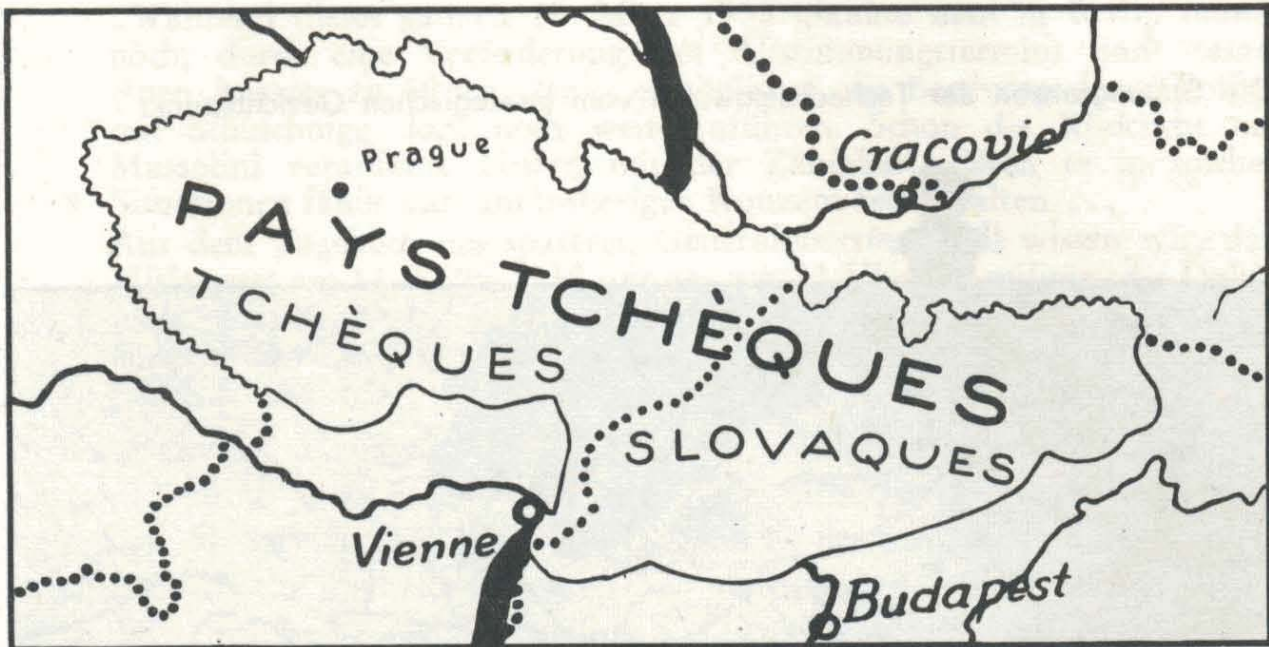 Prague
Cracovie
PAYS TCHÈQUES
TCHÈQUES
SLOVAQUES
Vienne
Budapest